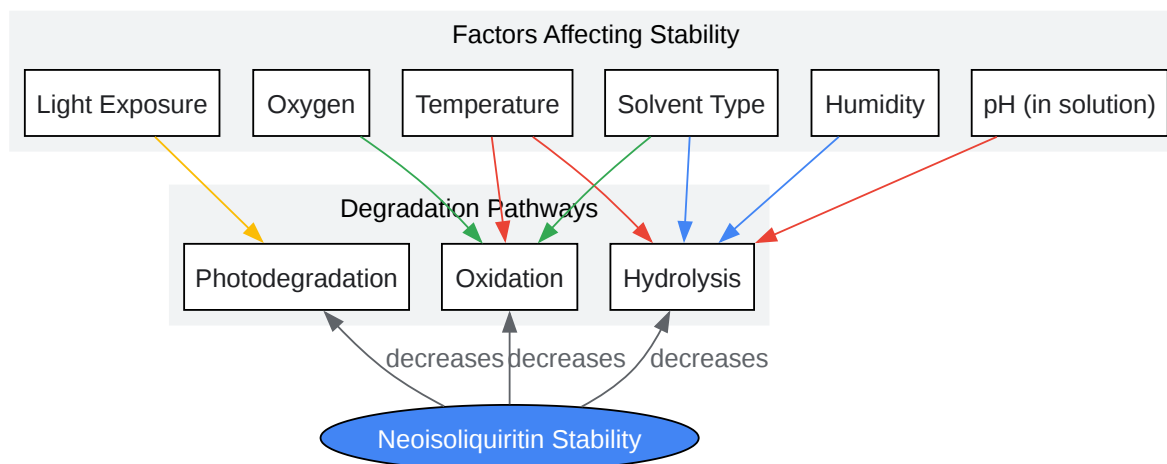 Factors Affecting Stability
Light Exposure
Oxygen
Temperature
Solvent Type
Humidity
pH (in solution)
Degradation Pathways
Photodegradation
Oxidation
Hydrolysis
decreases
decreases
decreases
Neoisoliquiritin Stability